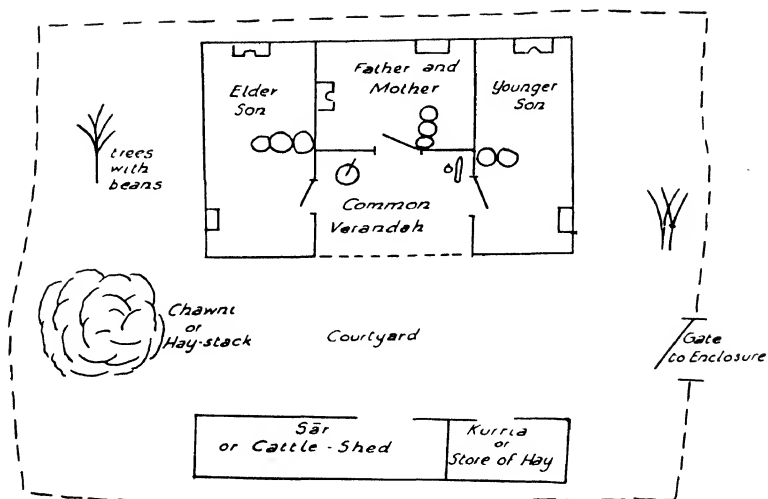 Elder
Son
Father and
Mother
Younger
Son
trees
with
beans
Common
Verandah
Chawni
or
Hay-stack
Courtyard
Gate
to Enclosure
Sār
or Cattle-Shed
Kurria
or
Store of Hay